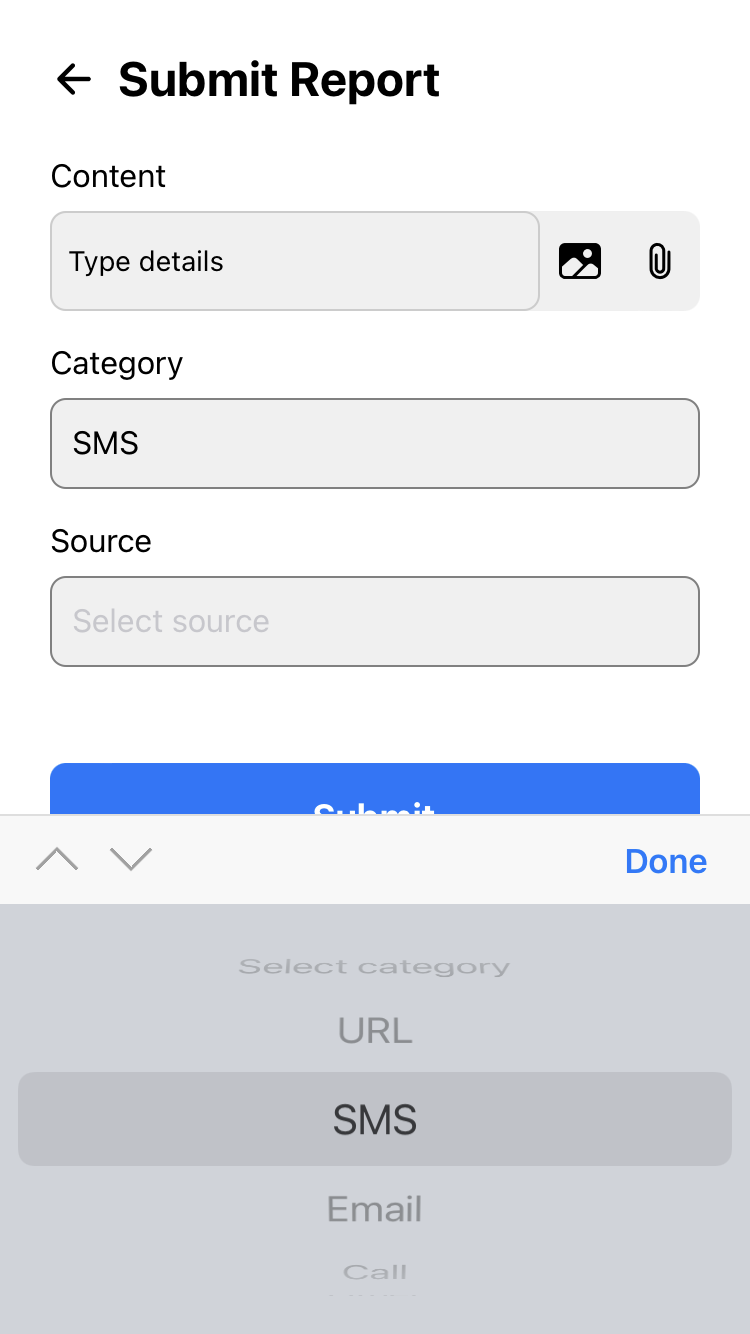 Submit Report
Content
Type details
Category
SMS
Source
Select source
Submit
Done
Select category
URL
SMS
Email
Call